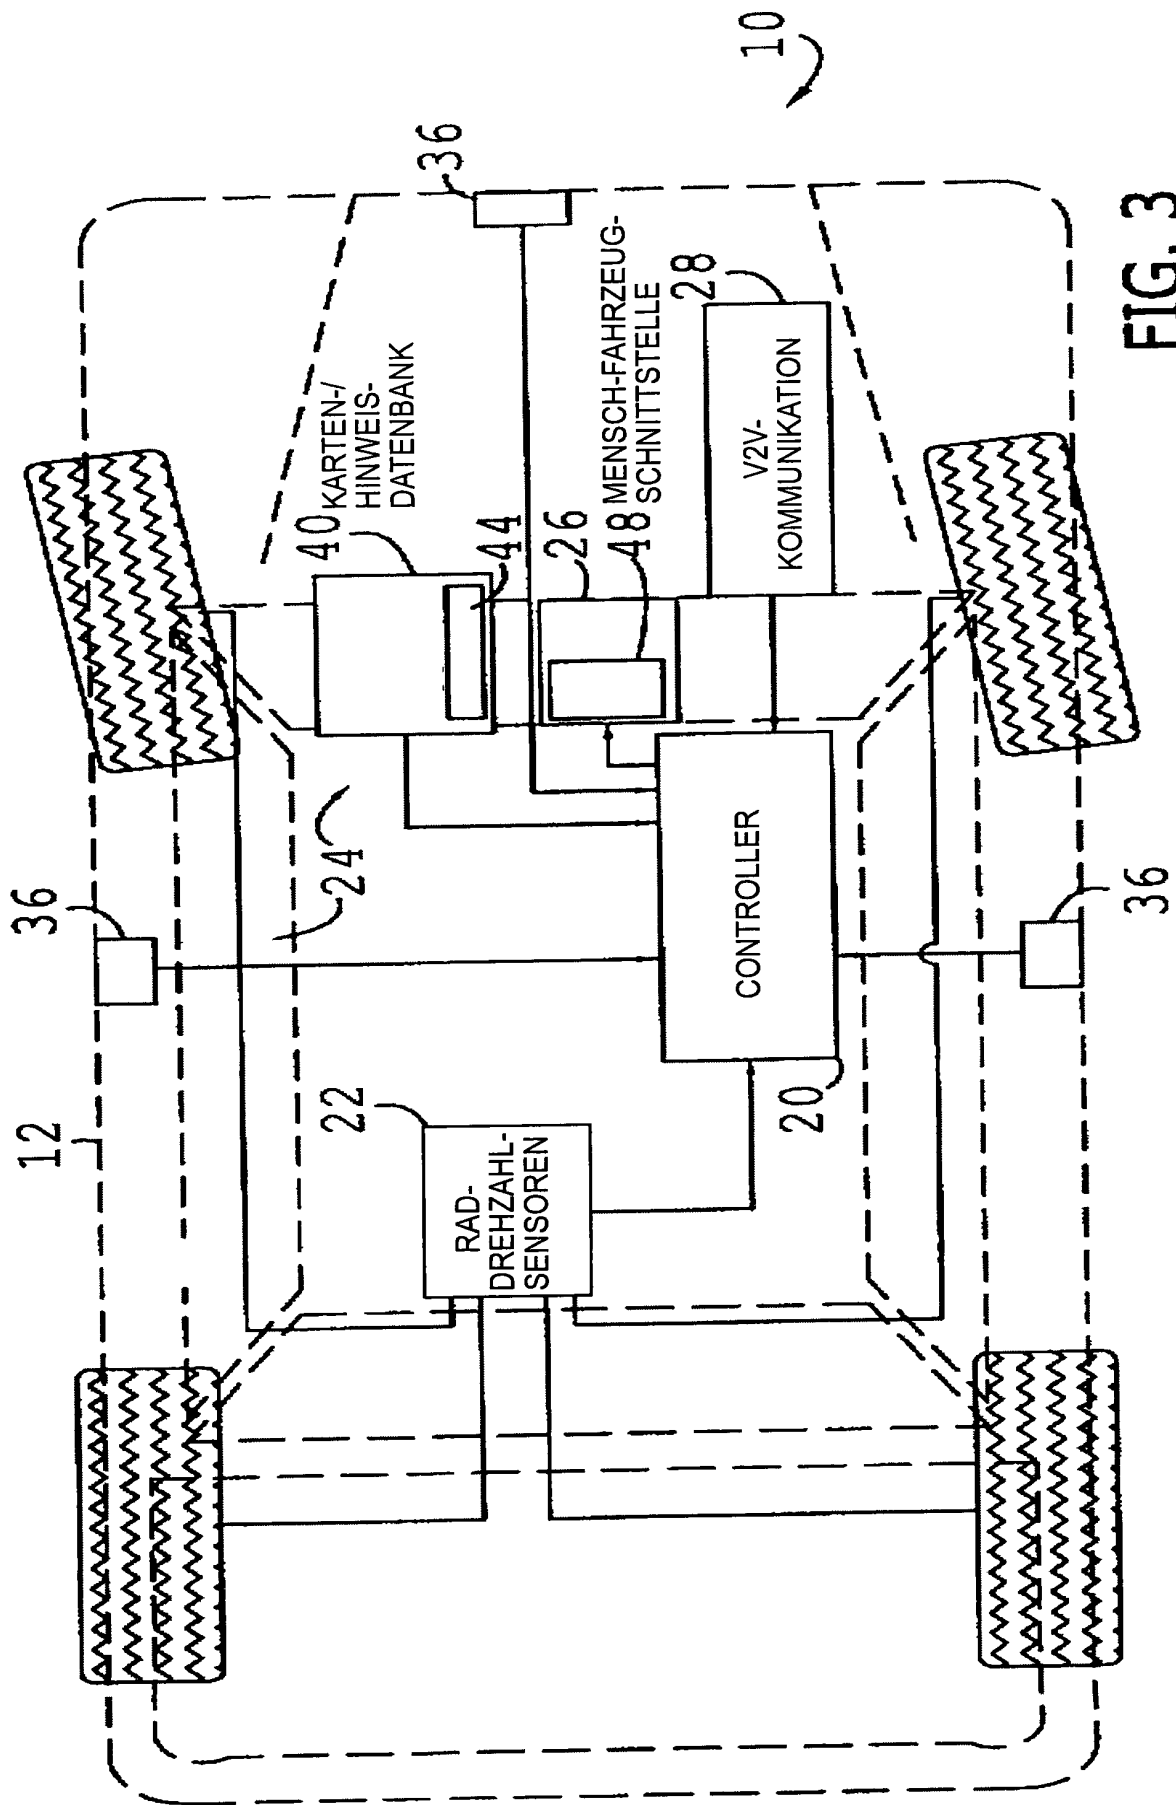 10
36
12
36
24
40
KARTEN-/
HINWEIS-
DATENBANK
44
26
48
MENSCH-FAHRZEUG-
SCHNITTSTELLE
28
V2V-
KOMMUNIKATION
22
RAD-
DREHZAHL-
SENSOREN
CONTROLLER
20
36
FIG. 3